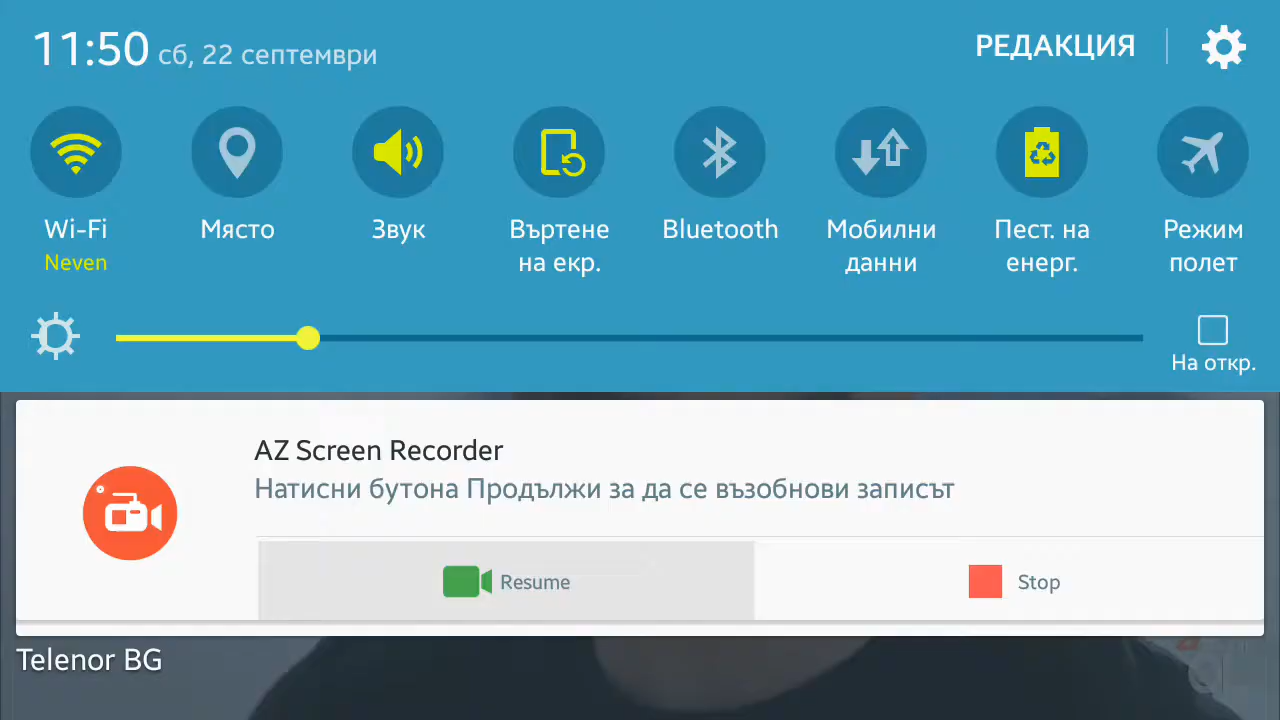 11:50 сб, 22 септември
РЕДАКЦИЯ
Wi-Fi
Neven
Място
Звук
Въртене
на екр.
Bluetooth
Мобилни
данни
Пест. на
енерг.
Режим
полет
На откр.
AZ Screen Recorder
Натисни бутона Продължи за да се възобнови записът
Resume
Stop
Telenor BG